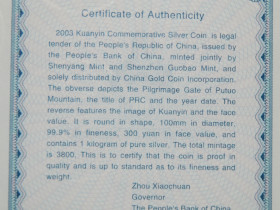 Certificate of Authenticity
2003 Kuanyin Commemorative Silver Coin is legal
tender of the People's Republic of China, issued by
the People's Bank of China, minted jointly by
Shenyang Mint and Shenzhen Guobao Mint, and
solely distributed by China Gold Coin Incorporation.
The obverse depicts the Pilgrimage Gate of Putuo
Mountain, the title of PRC and the year date. The
reverse features the image of Kuanyin and the face
value. It is round in shape, 100mm in diameter,
99.9% in fineness, 300 yuan in face value, and
contains 1 kilogram of pure silver. The total mintage
is 3800. This is to certify that the coin is proof in
quality and is up to standard as to its fineness and
weight.
Zhou Xiaochuan
Governor
The People's Bank of China